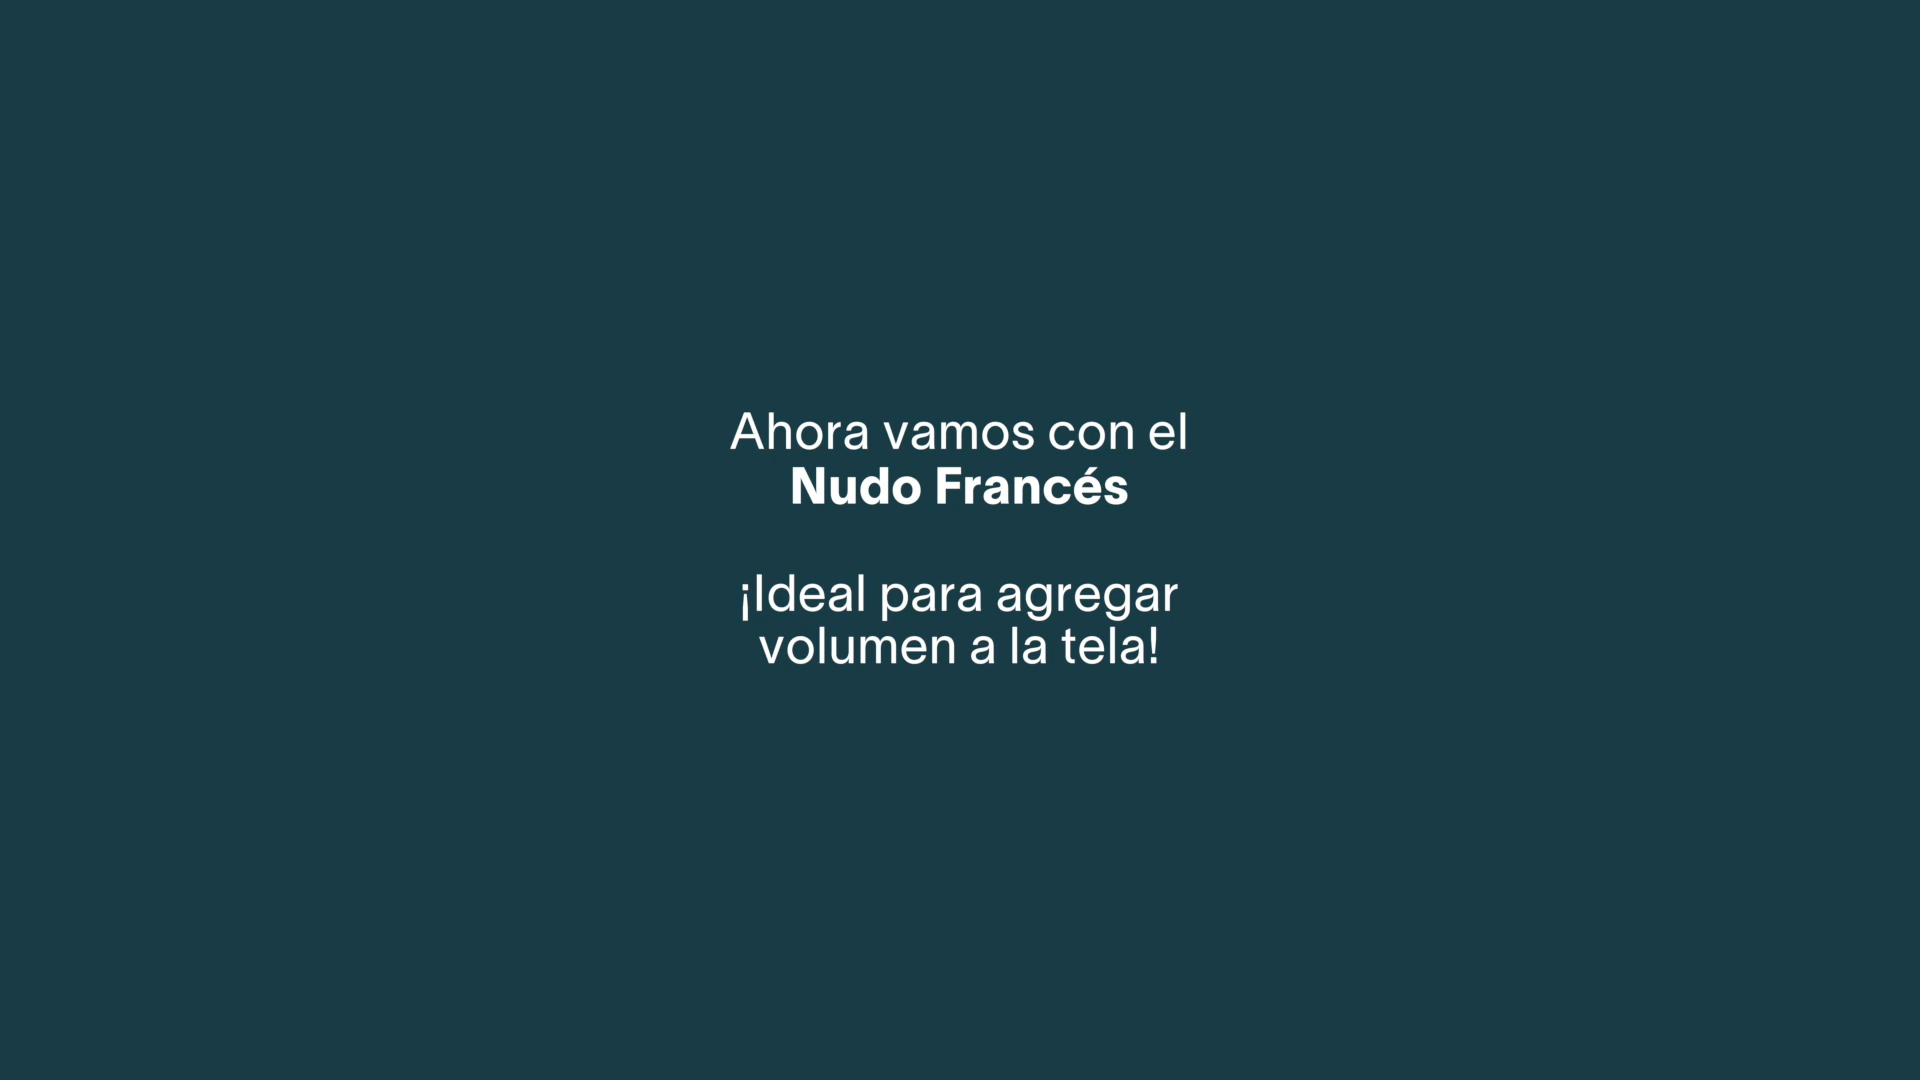 Ahora vamos con el
Nudo Francés
¡Ideal para agregar
volumen a la tela!